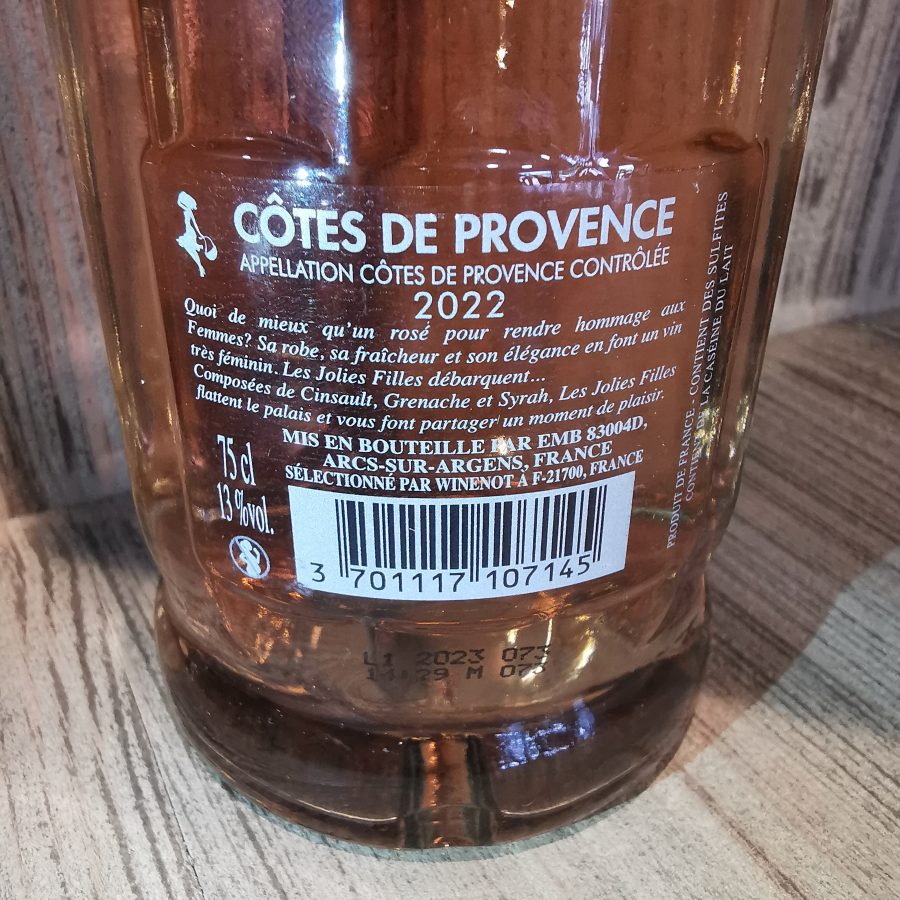 CÔTES DE PROVENCE
APPELLATION CÔTES DE PROVENCE CONTRÔLÉE
2022
Quoi de mieux qu'un rosé pour rendre hommage aux
Femmes? Sa robe, sa fraîcheur et son élégance en font un vin
très féminin. Les Jolies Filles débarquent...
Composées de Cinsault, Grenache et Syrah, Les Jolies Filles
flattent le palais et vous font partager un moment de plaisir.
MIS EN BOUTEILLE PAR EMB 83004D,
ARCS-SUR-ARGENS, FRANCE
SÉLECTIONNÉ PAR WINENOT À F-21700, FRANCE
75 cl
13 %vol.
3 701117 107145
PRODUIT DE FRANCE. CONTIENT DES SULFITES
CONTIENT DE LA CASÉINE DU LAIT
L1 2023 073
14:29 M 073